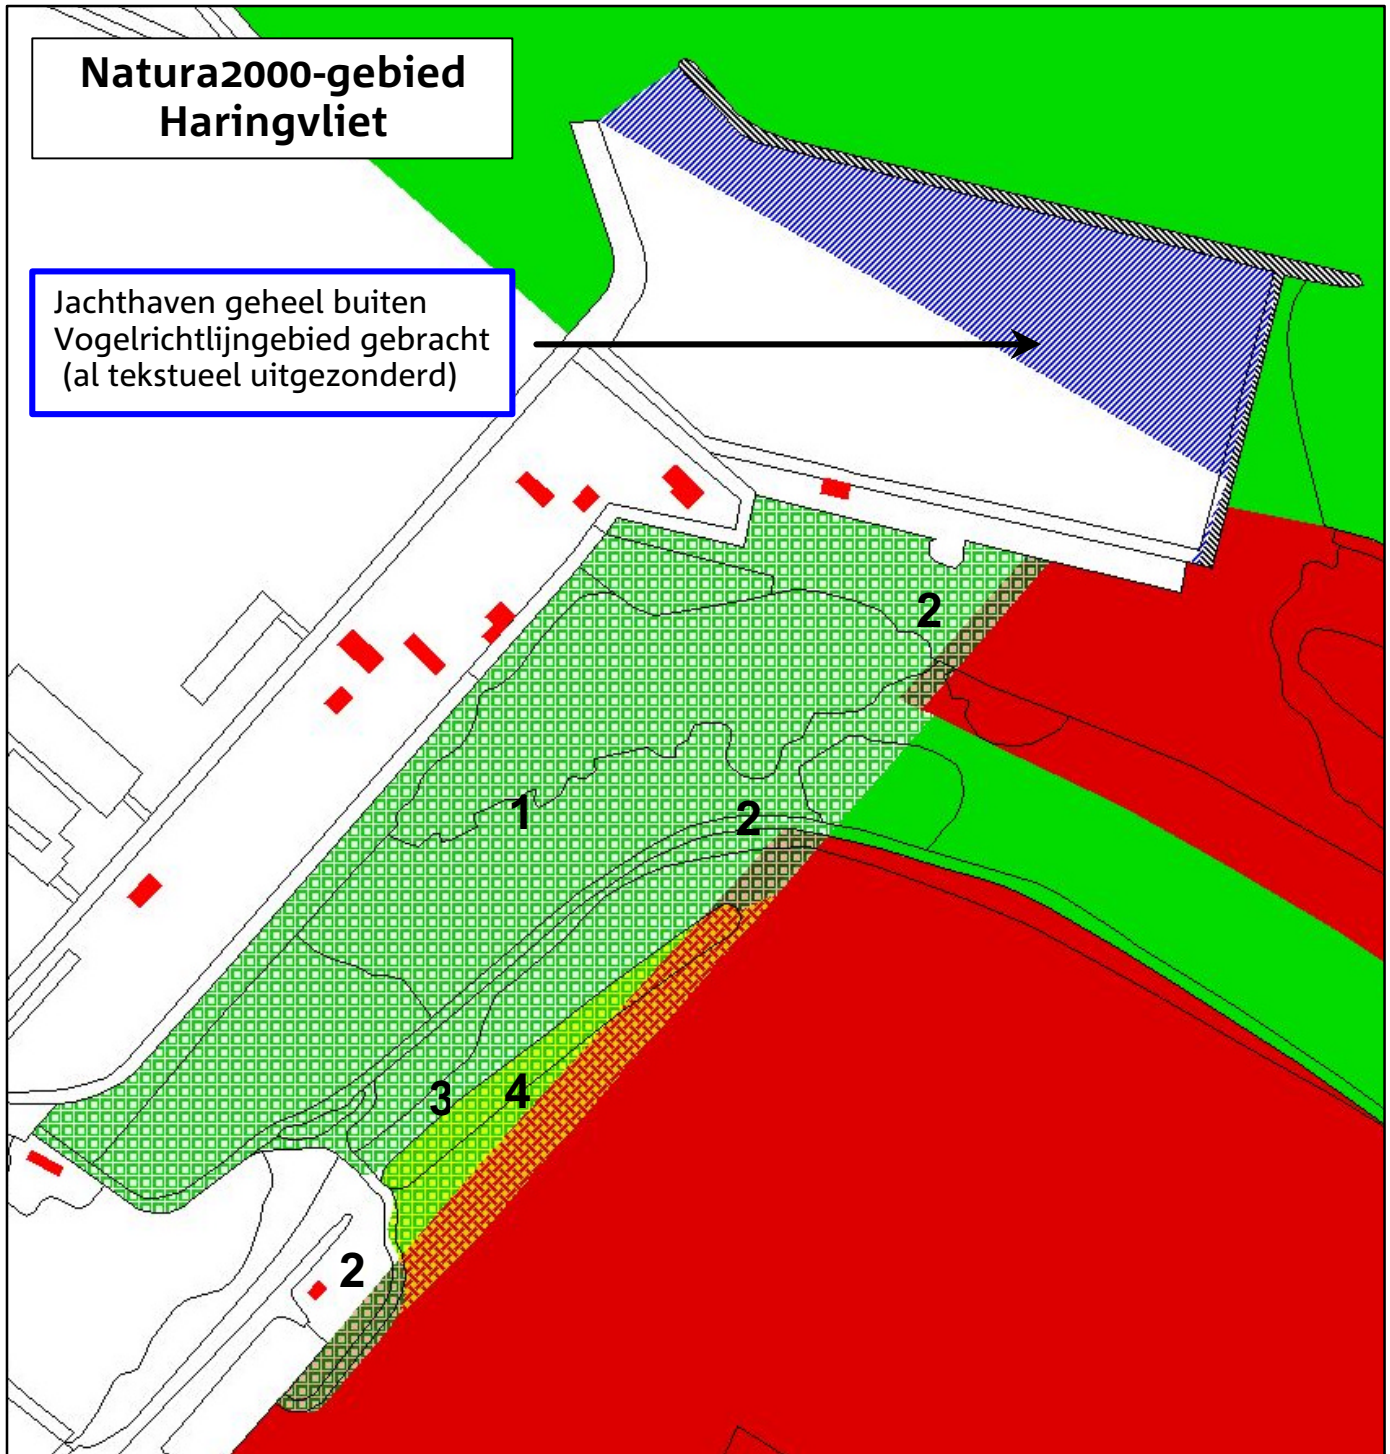 Natura2000-gebied
Haringvliet
Jachthaven geheel buiten
Vogelrichtlijngebied gebracht
(al tekstueel uitgezonderd)
2
1
2
3
4
2